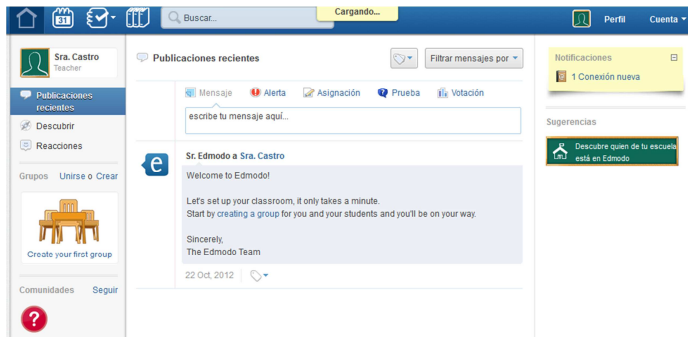 31
Buscar...
Cargando...
Perfil
Cuenta
Sra. Castro
Teacher
Publicaciones
recientes
Descubrir
Reacciones
Grupos Unirse o Crear
Create your first group
Comunidades Seguir
?
Publicaciones recientes
Filtrar mensajes por
Mensaje Alerta Asignación Prueba Votación
escribe tu mensaje aquí...
e
Sr. Edmodo a Sra. Castro
Welcome to Edmodo!
Let's set up your classroom, it only takes a minute.
Start by creating a group for you and your students and you'll be on your way.
Sincerely,
The Edmodo Team
22 Oct, 2012
Notificaciones
1 Conexión nueva
Sugerencias
Descubre quien de tu escuela
está en Edmodo